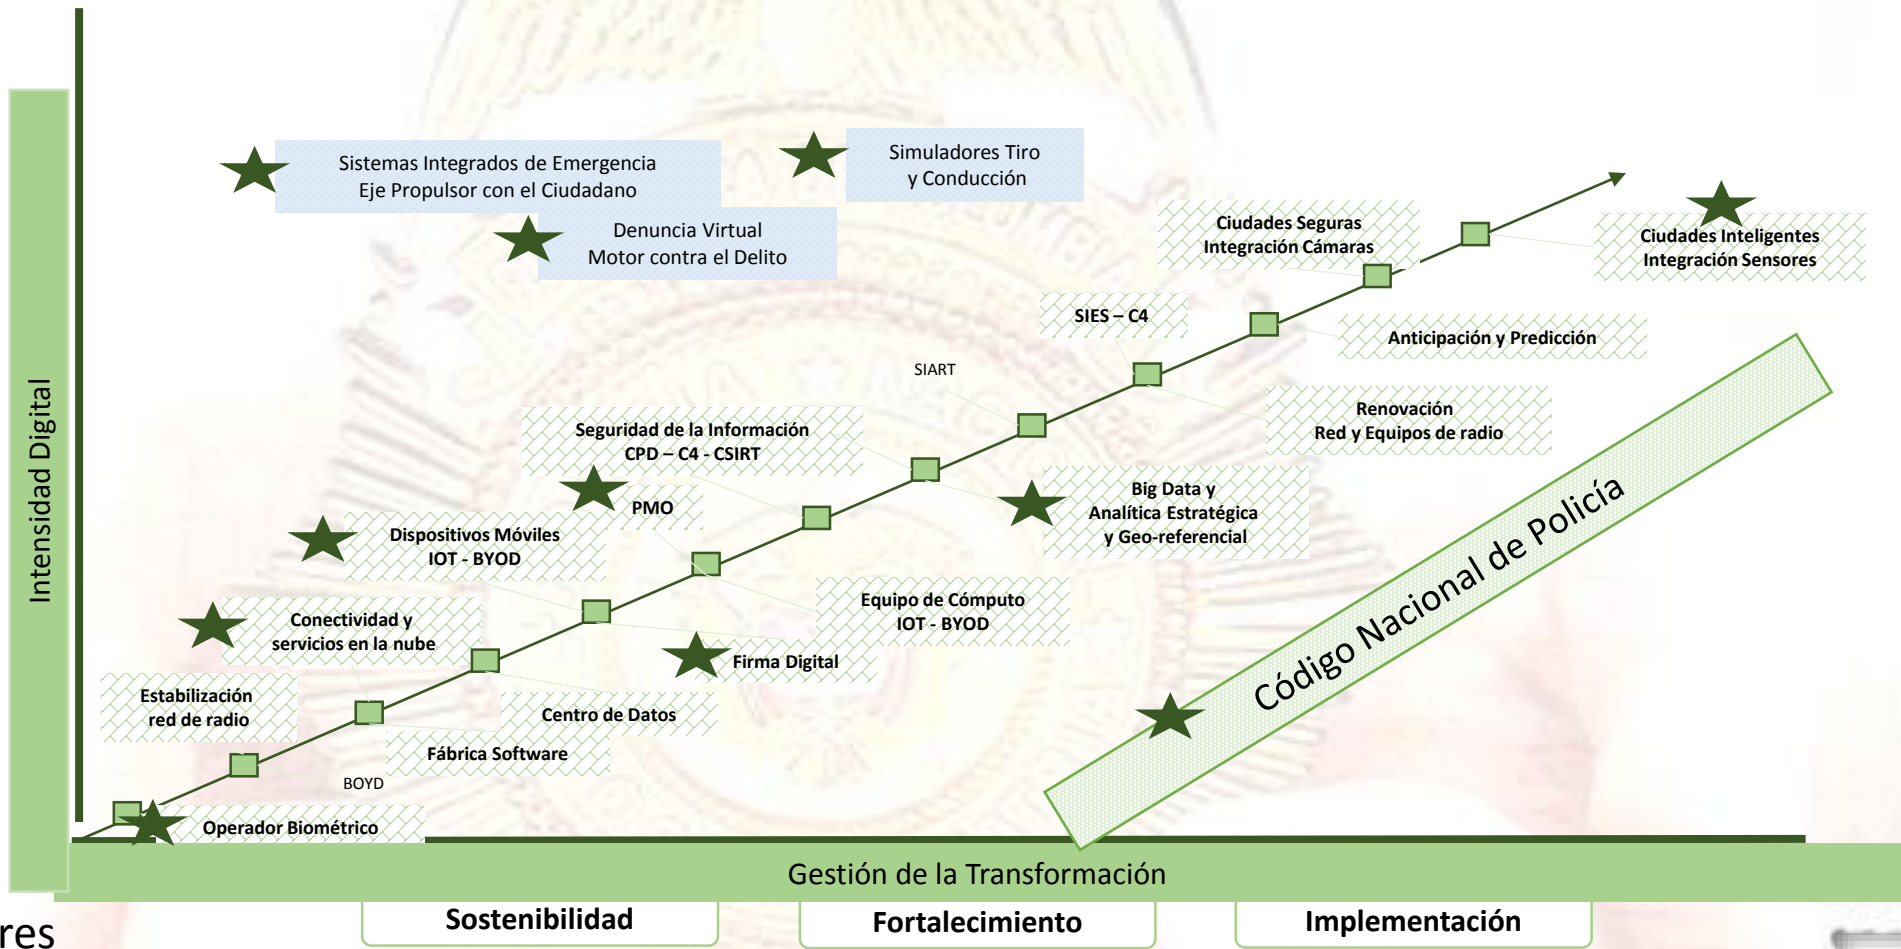 Sistemas Integrados de Emergencia
Eje Propulsor con el Ciudadano
Simuladores Tiro
y Conducción
Denuncia Virtual
Motor contra el Delito
Ciudades Seguras
Integración Cámaras
Ciudades Inteligentes
Integración Sensores
SIES – C4
Anticipación y Predicción
SIART
Renovación
Red y Equipos de radio
Seguridad de la Información
CPD – C4 - CSIRT
PMO
Big Data y
Analítica Estratégica
y Geo-referencial
Dispositivos Móviles
IOT - BYOD
Equipo de Cómputo
IOT - BYOD
Conectividad y
servicios en la nube
Firma Digital
Estabilización
red de radio
Centro de Datos
Fábrica Software
BOYD
Operador Biométrico
Código Nacional de Policía
Intensidad Digital
Gestión de la Transformación
Sostenibilidad
Fortalecimiento
Implementación
res